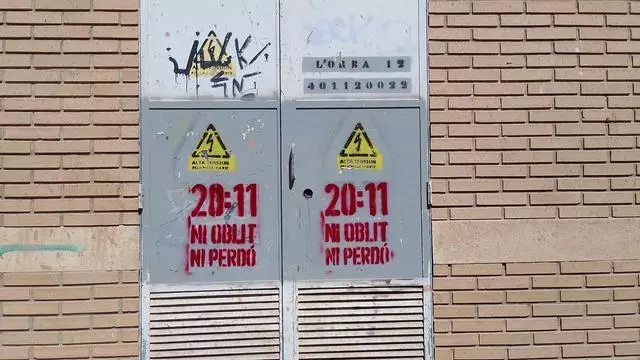 L'ORBA 12
401120022
ALTA TENSION
ALTA TENSION
20:11
NI OBLIT
NI PERDÓ
20:11
NI OBLIT
NI PERDÓ